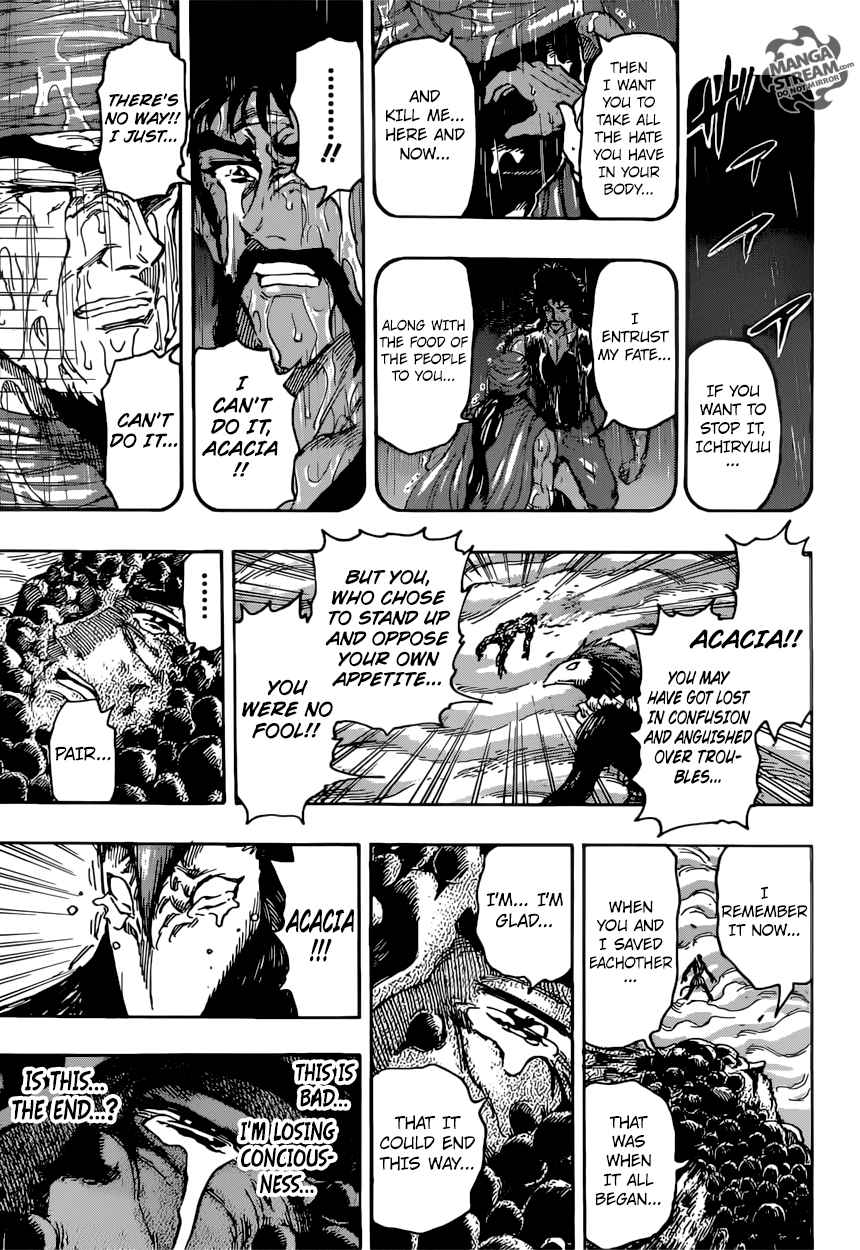 MANGA
STREAM.com
DO NOT MIRROR
IF YOU
WANT TO
STOP IT,
ICHIRYUU
...
THEN
I WANT
YOU TO
TAKE ALL
THE HATE
YOU HAVE
IN YOUR
BODY...
AND
KILL ME...
HERE AND
NOW...
I
ENTRUST
MY FATE...
ALONG WITH
THE FOOD OF
THE PEOPLE
TO YOU...
......!!
I
CAN'T
DO IT,
ACACIA
!!
THERE'S
NO WAY!!
I JUST...
CAN'T
DO IT...
ACACIA!!
YOU MAY
HAVE GOT LOST
IN CONFUSION
AND ANGUISHED
OVER TROU-
BLES...
BUT YOU,
WHO CHOSE
TO STAND UP
AND OPPOSE
YOUR OWN
APPETITE...
YOU
WERE NO
FOOL!!
......
PAIR...
I
REMEMBER
IT NOW...
WHEN
YOU AND
I SAVED
EACHOTHER
...
THAT
WAS
WHEN
IT ALL
BEGAN...
I'M... I'M
GLAD...
THAT IT
COULD END
THIS WAY...
ACACIA
!!!
THIS IS
BAD...
I'M LOSING
CONCIOUS-
NESS...
IS THIS...
THE END...?